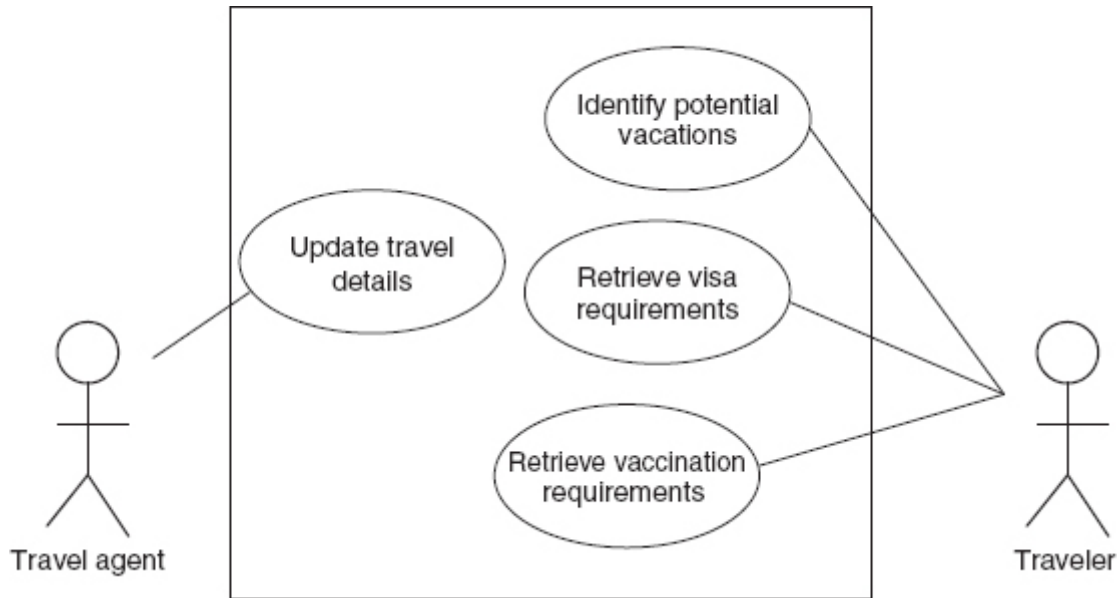 Identify potential
vacations
Update travel
details
Retrieve visa
requirements
Retrieve vaccination
requirements
Travel agent
Traveler